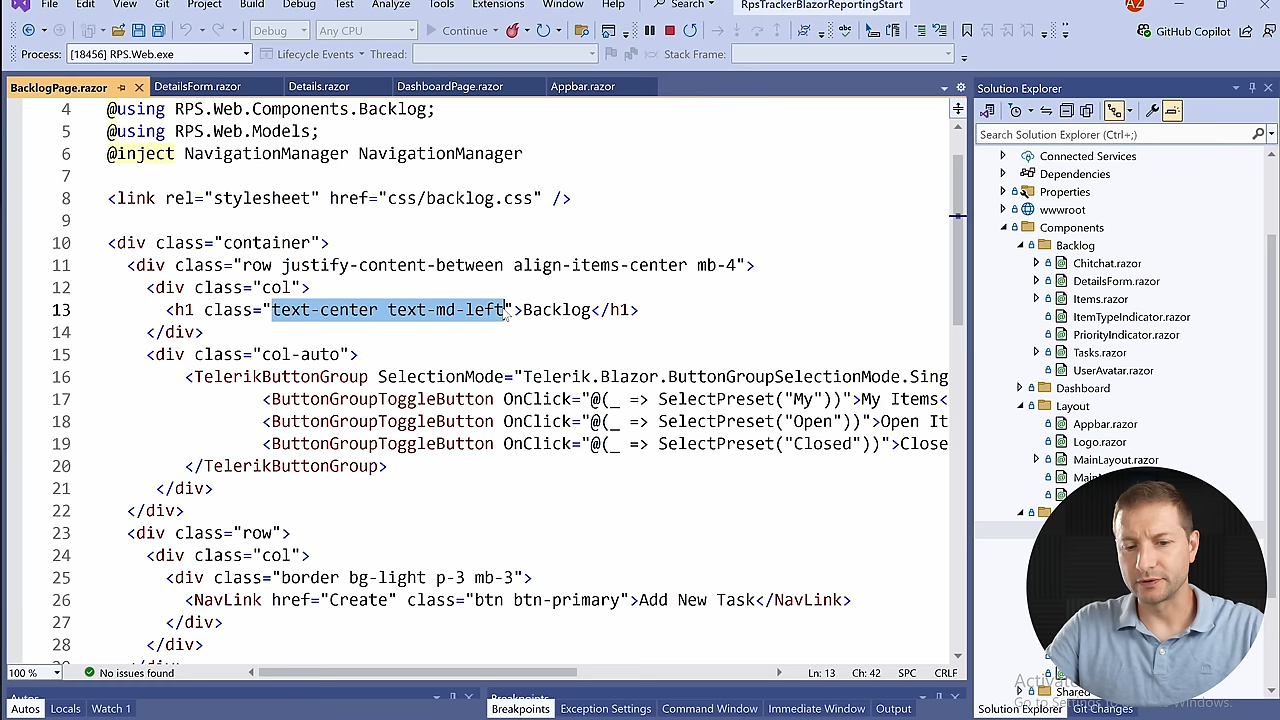 File Edit View Git Project Build Debug Test Analyze Tools Extensions Window Help Search RpsTrackerBlazorReportingStart AZ
Debug Any CPU Continue GitHub Copilot
Process: [18456] RPS.Web.exe Lifecycle Events Thread: Stack Frame:
BacklogPage.razor DetailsForm.razor Details.razor DashboardPage.razor Appbar.razor
4 @using RPS.Web.Components.Backlog;
5 @using RPS.Web.Models;
6 @inject NavigationManager NavigationManager
7
8 <link rel="stylesheet" href="css/backlog.css" />
9
10 <div class="container">
11 <div class="row justify-content-between align-items-center mb-4">
12 <div class="col">
13 <h1 class="text-center text-md-left">Backlog</h1>
14 </div>
15 <div class="col-auto">
16 <TelerikButtonGroup SelectionMode="Telerik.Blazor.ButtonGroupSelectionMode.Sing
17 <ButtonGroupToggleButton OnClick="@(_ => SelectPreset("My"))">My Items<
18 <ButtonGroupToggleButton OnClick="@(_ => SelectPreset("Open"))">Open It
19 <ButtonGroupToggleButton OnClick="@(_ => SelectPreset("Closed"))">Close
20 </TelerikButtonGroup>
21 </div>
22 </div>
23 <div class="row">
24 <div class="col">
25 <div class="border bg-light p-3 mb-3">
26 <NavLink href="Create" class="btn btn-primary">Add New Task</NavLink>
27 </div>
28 </div>
100 % No issues found Ln: 13 Ch: 42 SPC CRLF
Autos
Autos Locals Watch 1
Breakpoints
Breakpoints Exception Settings Command Window Immediate Window Output
Solution Explorer
Search Solution Explorer (Ctrl+;)
Connected Services
Dependencies
Properties
wwwroot
Components
Backlog
Chitchat.razor
DetailsForm.razor
Items.razor
ItemTypeIndicator.razor
PriorityIndicator.razor
Tasks.razor
UserAvatar.razor
Dashboard
Layout
Appbar.razor
Logo.razor
MainLayout.razor
Shared
Solution Explorer Git Changes
Go to Settings Windows.